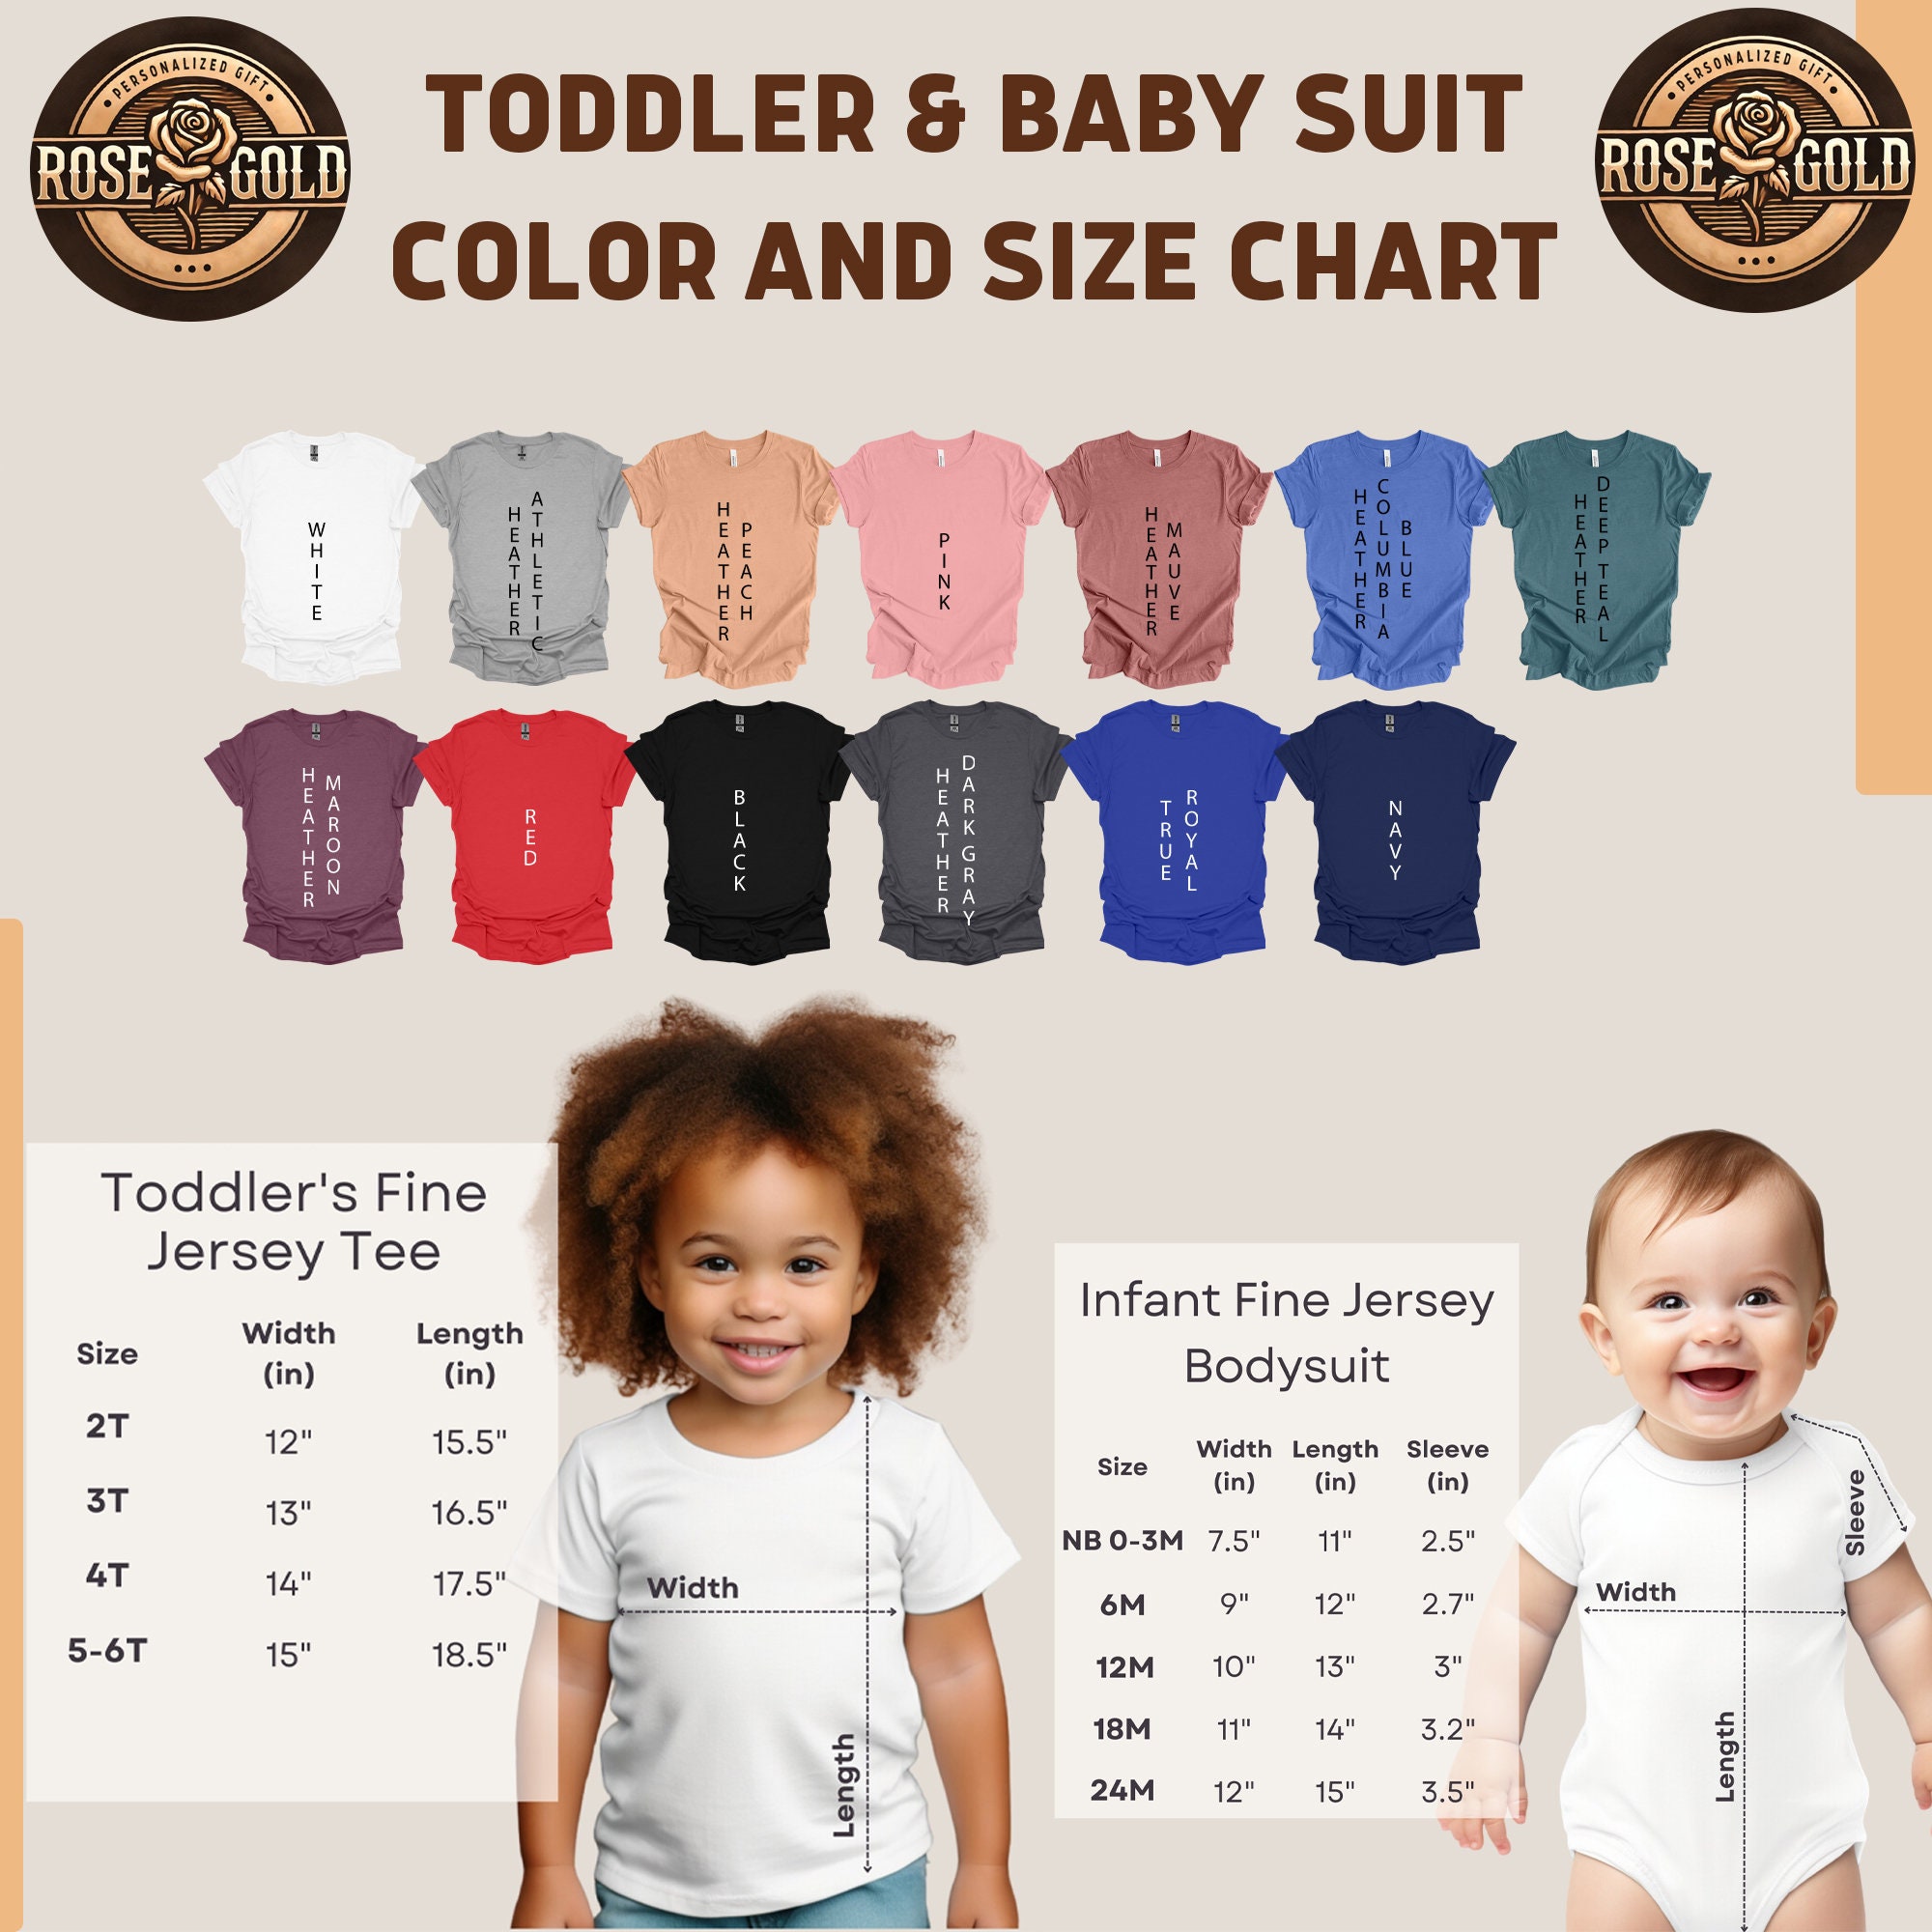 PERSONALIZED GIFT
ROSE GOLD
PERSONALIZED GIFT
ROSE GOLD
TODDLER & BABY SUIT
COLOR AND SIZE CHART
WHITE
HEATHER ATHLETIC
HEATHER PEACH
PINK
HEATHER MAUVE
HEATHER COLUMBIA BLUE
HEATHER DEEP TEAL
HEATHER MAROON
RED
BLACK
HEATHER DARK GRAY
TRUE ROYAL
NAVY
Toddler's Fine
Jersey Tee
Size Width (in) Length (in)
2T 12" 15.5"
3T 13" 16.5"
4T 14" 17.5"
5-6T 15" 18.5"
Width
Length
Infant Fine Jersey
Bodysuit
Size Width (in) Length (in) Sleeve (in)
NB 0-3M 7.5" 11" 2.5"
6M 9" 12" 2.7"
12M 10" 13" 3"
18M 11" 14" 3.2"
24M 12" 15" 3.5"
Sleeve
Width
Length